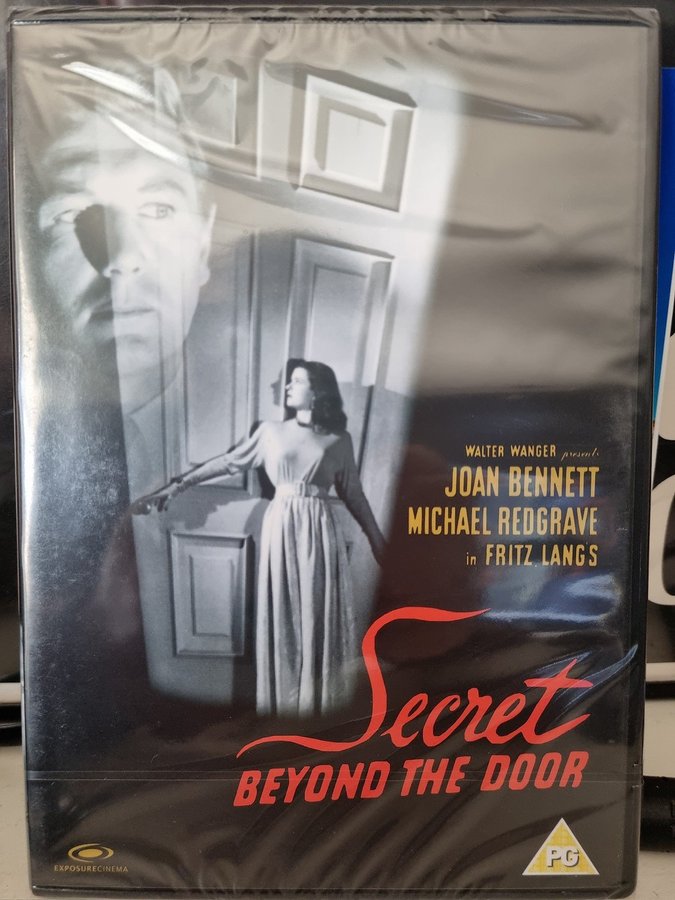 WALTER WANGER presents
JOAN BENNETT
MICHAEL REDGRAVE
in FRITZ LANG'S
Secret
BEYOND THE DOOR
EXPOSURECINEMA
PG